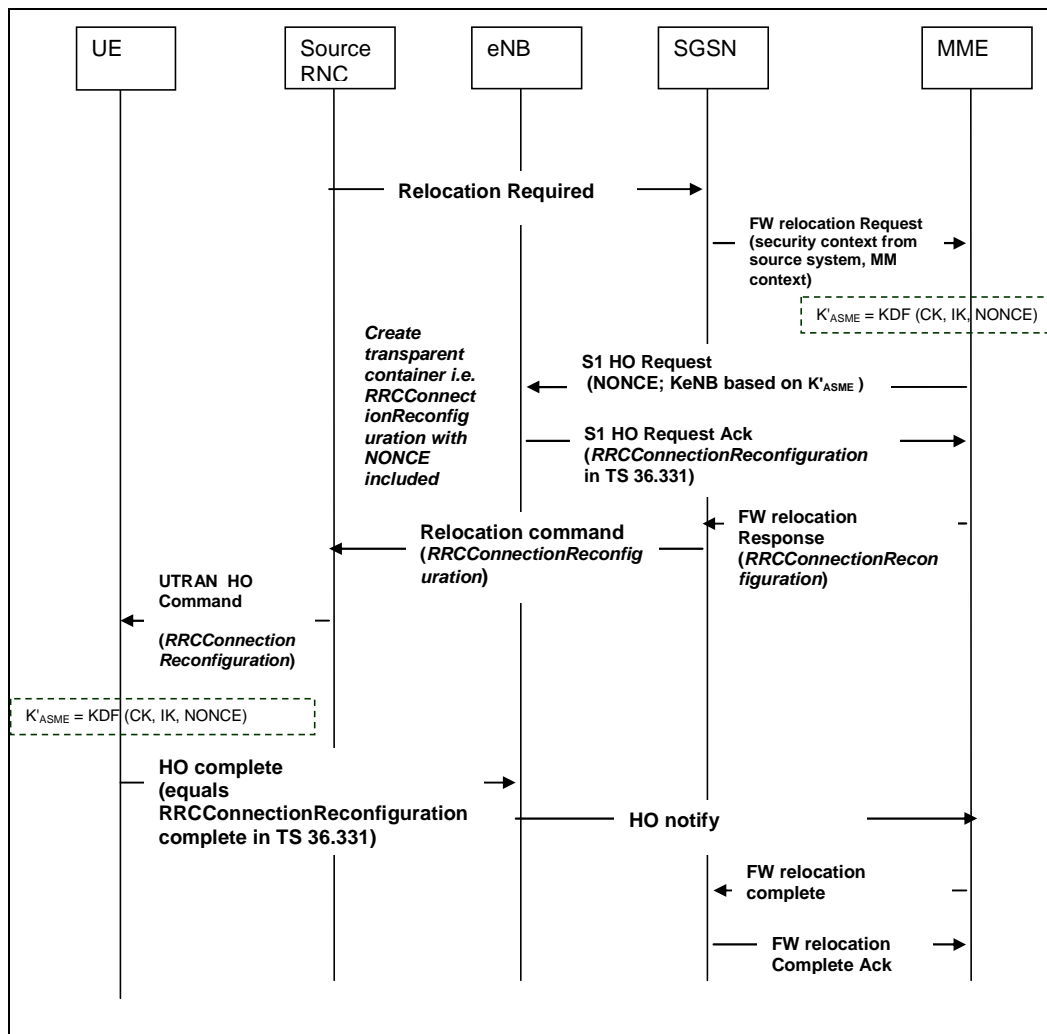 UE
Source
RNC
eNB
SGSN
MME
Relocation Required
FW relocation Request
(security context from
source system, MM
context)
K'ASME = KDF (CK, IK, NONCE)
Create
transparent
container i.e.
RRCConnect
ionReconfig
uration with
NONCE
included
S1 HO Request
(NONCE; KeNB based on K'ASME )
S1 HO Request Ack
(RRCConnectionReconfiguration
in TS 36.331)
FW relocation
Response
(RRCConnectionRecon
figuration)
Relocation command
(RRCConnectionReconfig
uration)
UTRAN HO
Command
(RRCConnection
Reconfiguration)
K'ASME = KDF (CK, IK, NONCE)
HO complete
(equals
RRCConnectionReconfiguration
complete in TS 36.331)
HO notify
FW relocation
complete
FW relocation
Complete Ack